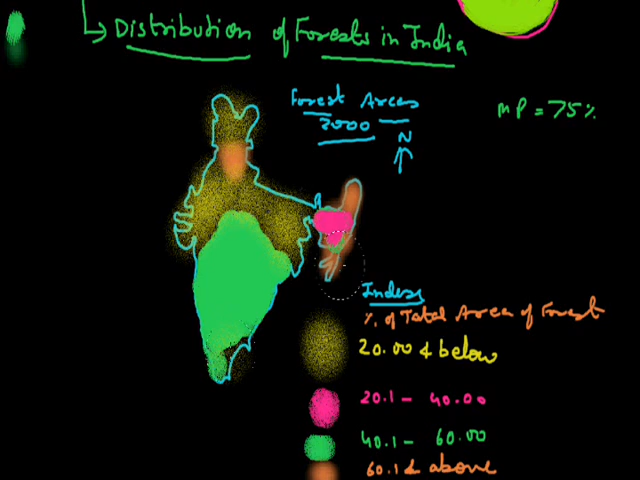 ↳ Distribution of Forests in India
Forest Areas
2000
N
MP = 75%
Index
% of Total Area of Forest
20.00 & below
20.1 - 40.00
40.1 - 60.00
60.1 & above